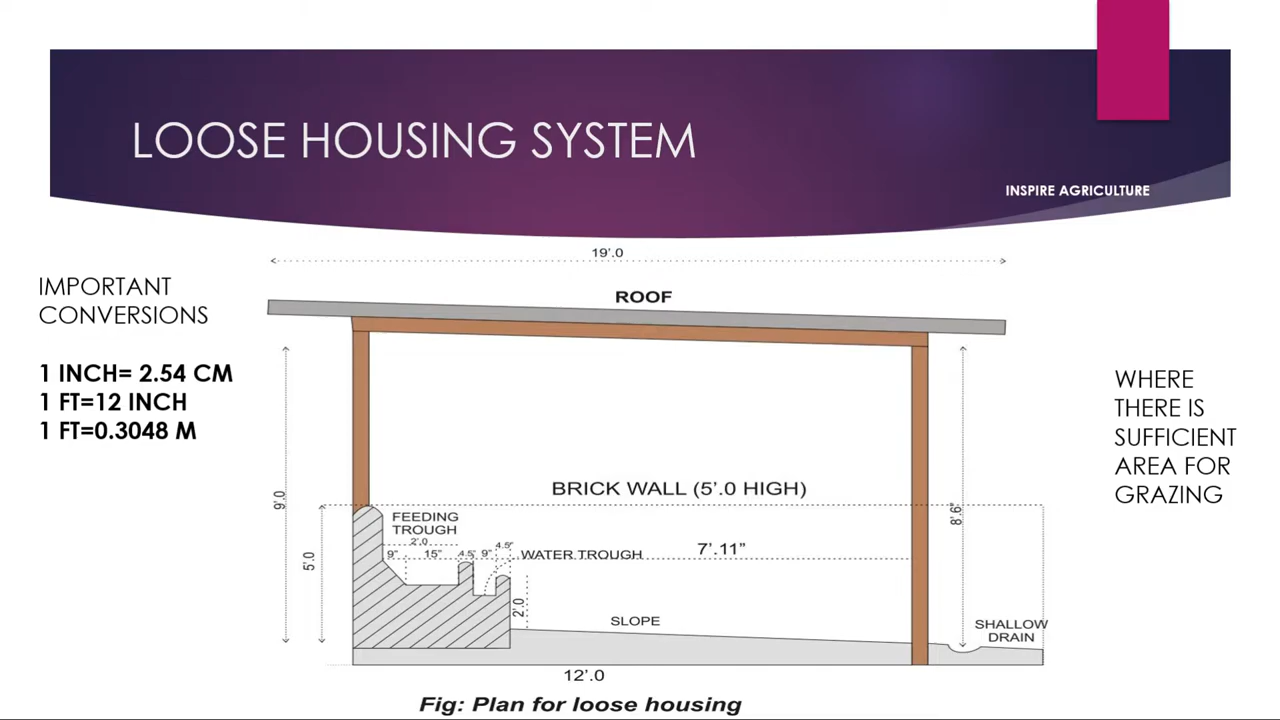 LOOSE HOUSING SYSTEM
INSPIRE AGRICULTURE
IMPORTANT
CONVERSIONS
1 INCH= 2.54 CM
1 FT=12 INCH
1 FT=0.3048 M
19'.0
ROOF
9'.0
5'.0
BRICK WALL (5'.0 HIGH)
FEEDING
TROUGH
2'.0
9” 15” 4.5” 9” 4.5”
WATER TROUGH
7'.11”
2'.0
8'.6”
SLOPE
SHALLOW
DRAIN
12'.0
Fig: Plan for loose housing
WHERE
THERE IS
SUFFICIENT
AREA FOR
GRAZING